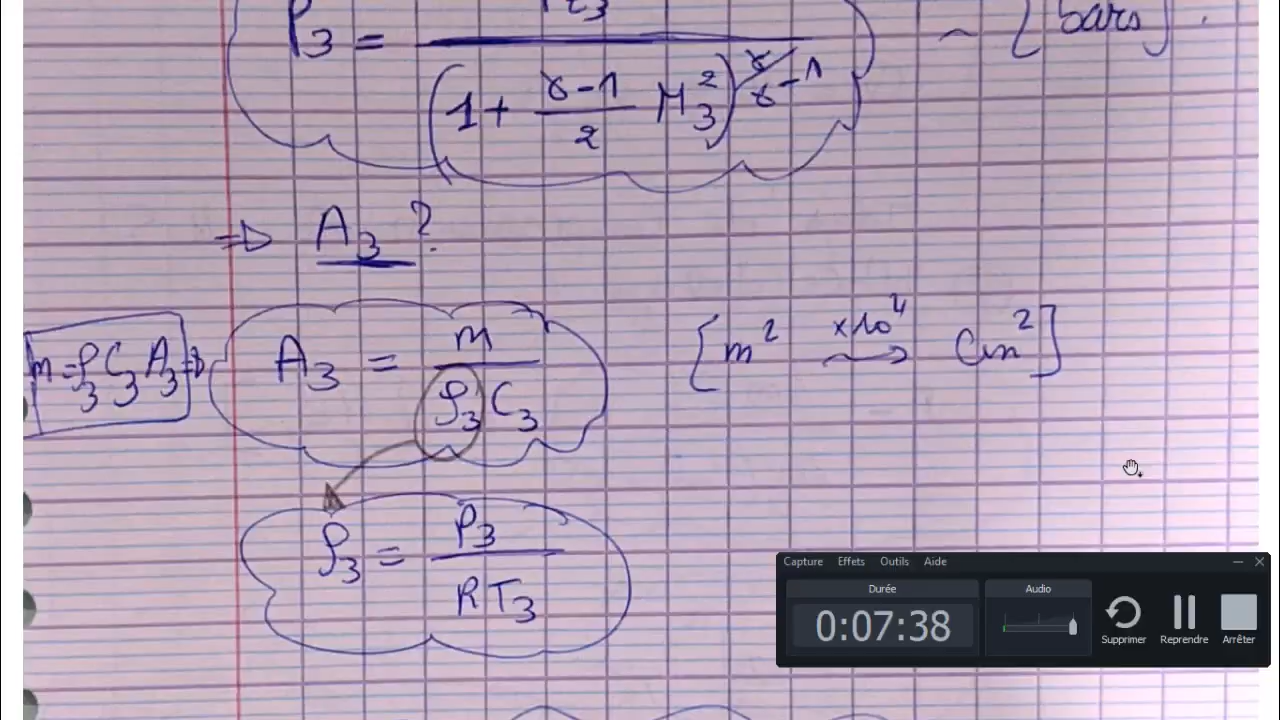 P₃ = Pt₃ / (1 + (γ-1)/2 M₃²)^(γ/(γ-1)) ~ [bars].
⇒ A₃ ?
m = ρ₃ C₃ A₃ ⇒ A₃ = m / (ρ₃ C₃) [m² ×10⁴ → Cm²]
ρ₃ = P₃ / (R T₃)
Capture Effets Outils Aide
Durée Audio
0:07:38
Supprimer Reprendre Arrêter